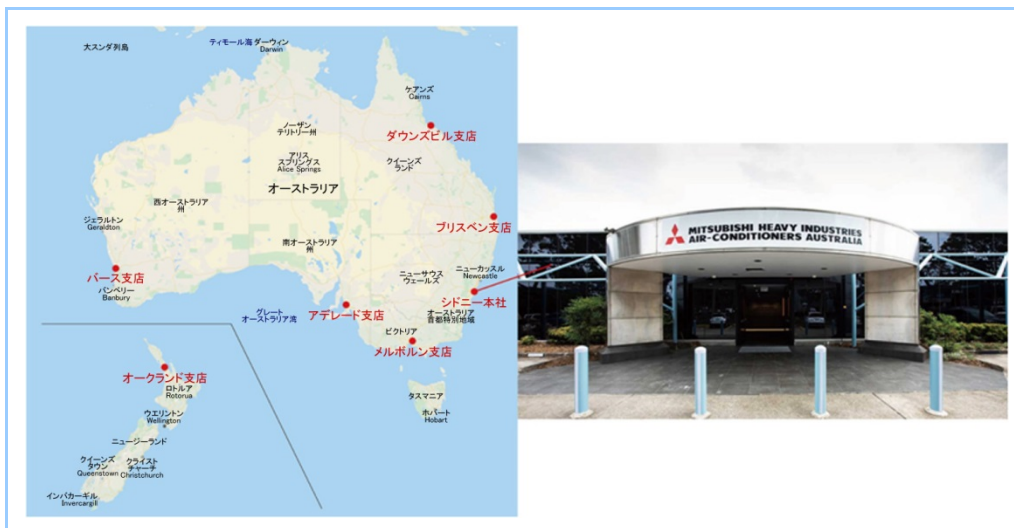 大スンダ列島
ティモール海
ダーウィン
Darwin
ケアンズ
Cairns
ダウンズビル支店
ノーザン
テリトリー州
アリス
スプリングス
Alice Springs
クイーンズ
ランド
オーストラリア
西オーストラリア
州
ジェラルトン
Geraldton
ブリスベン支店
南オーストラリア
州
パース支店
バンベリー
Banbury
ニューサウス
ウェールズ
ニューカッスル
Newcastle
シドニー本社
オーストラリア
首都特別地域
グレート
オーストラリア湾
アデレード支店
ビクトリア
メルボルン支店
オークランド支店
ロトルア
Rotorua
ウエリントン
Wellington
ニュージーランド
クイーンズ
タウン
Queenstown
クライスト
チャーチ
Christchurch
インバカーギル
Invercargill
タスマニア
ホバート
Hobart
MITSUBISHI HEAVY INDUSTRIES
AIR-CONDITIONERS AUSTRALIA